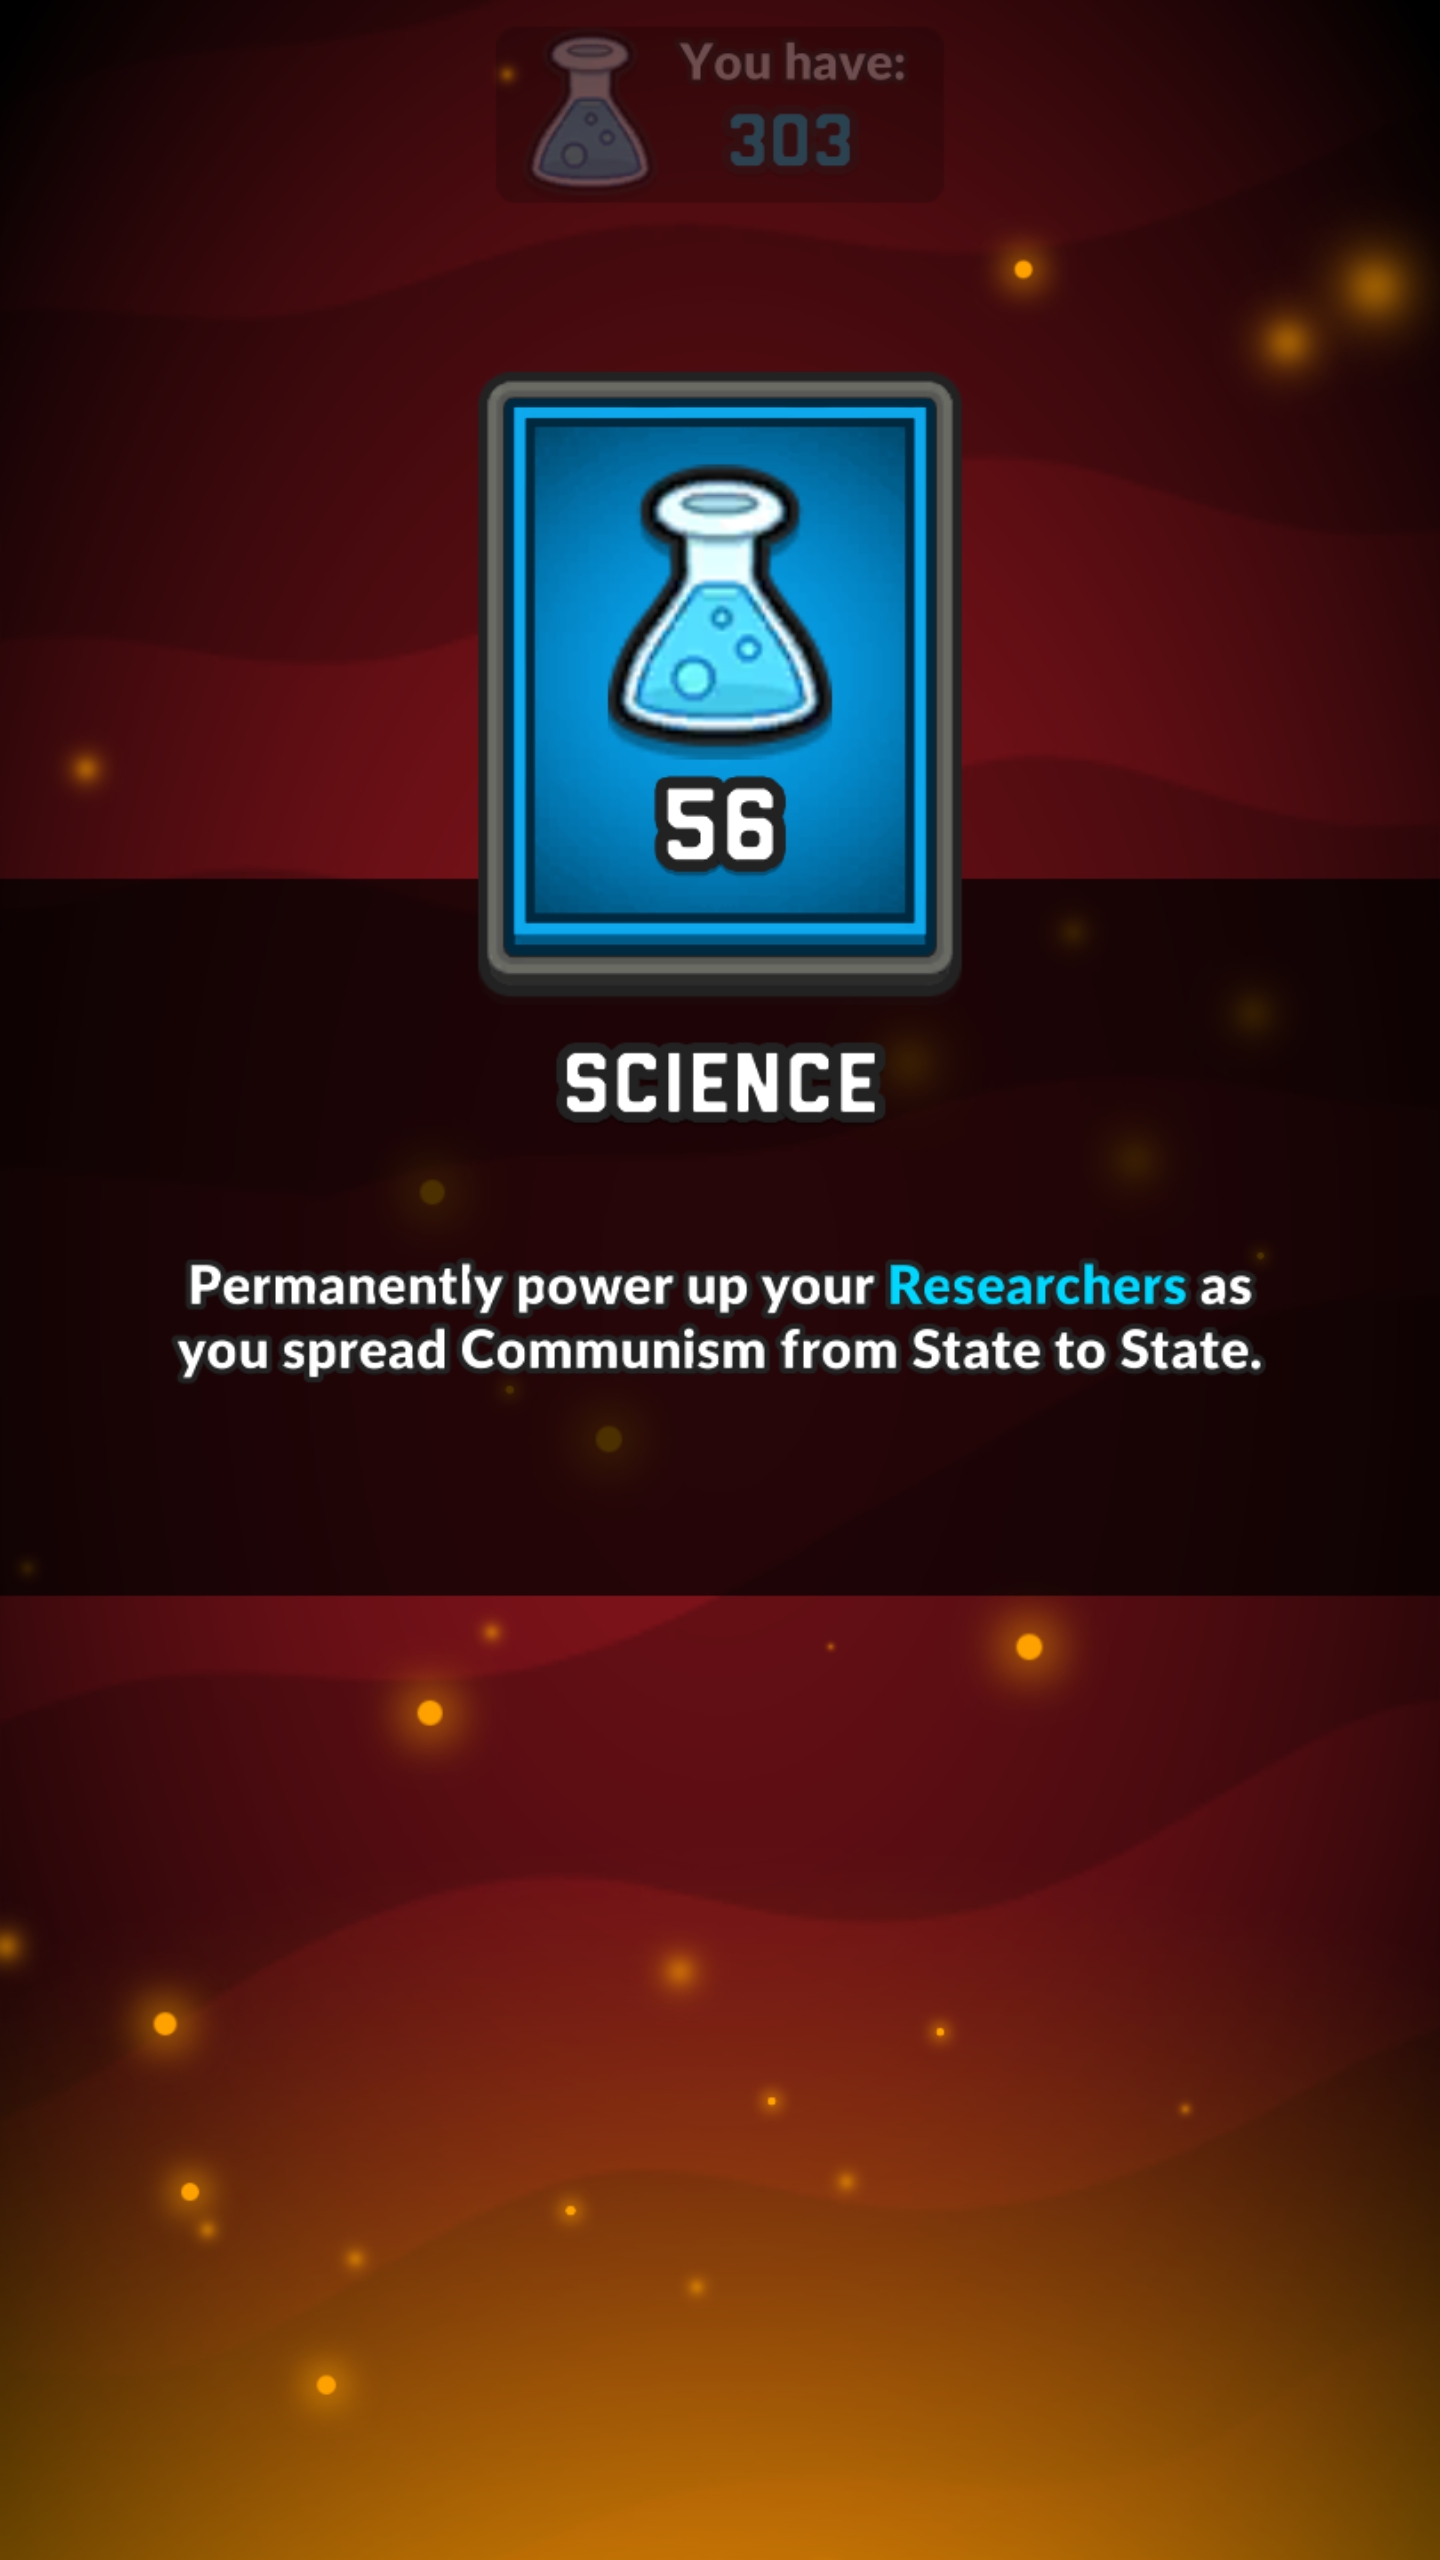 You have:
303
56
SCIENCE
Permanently power up your Researchers as
you spread Communism from State to State.